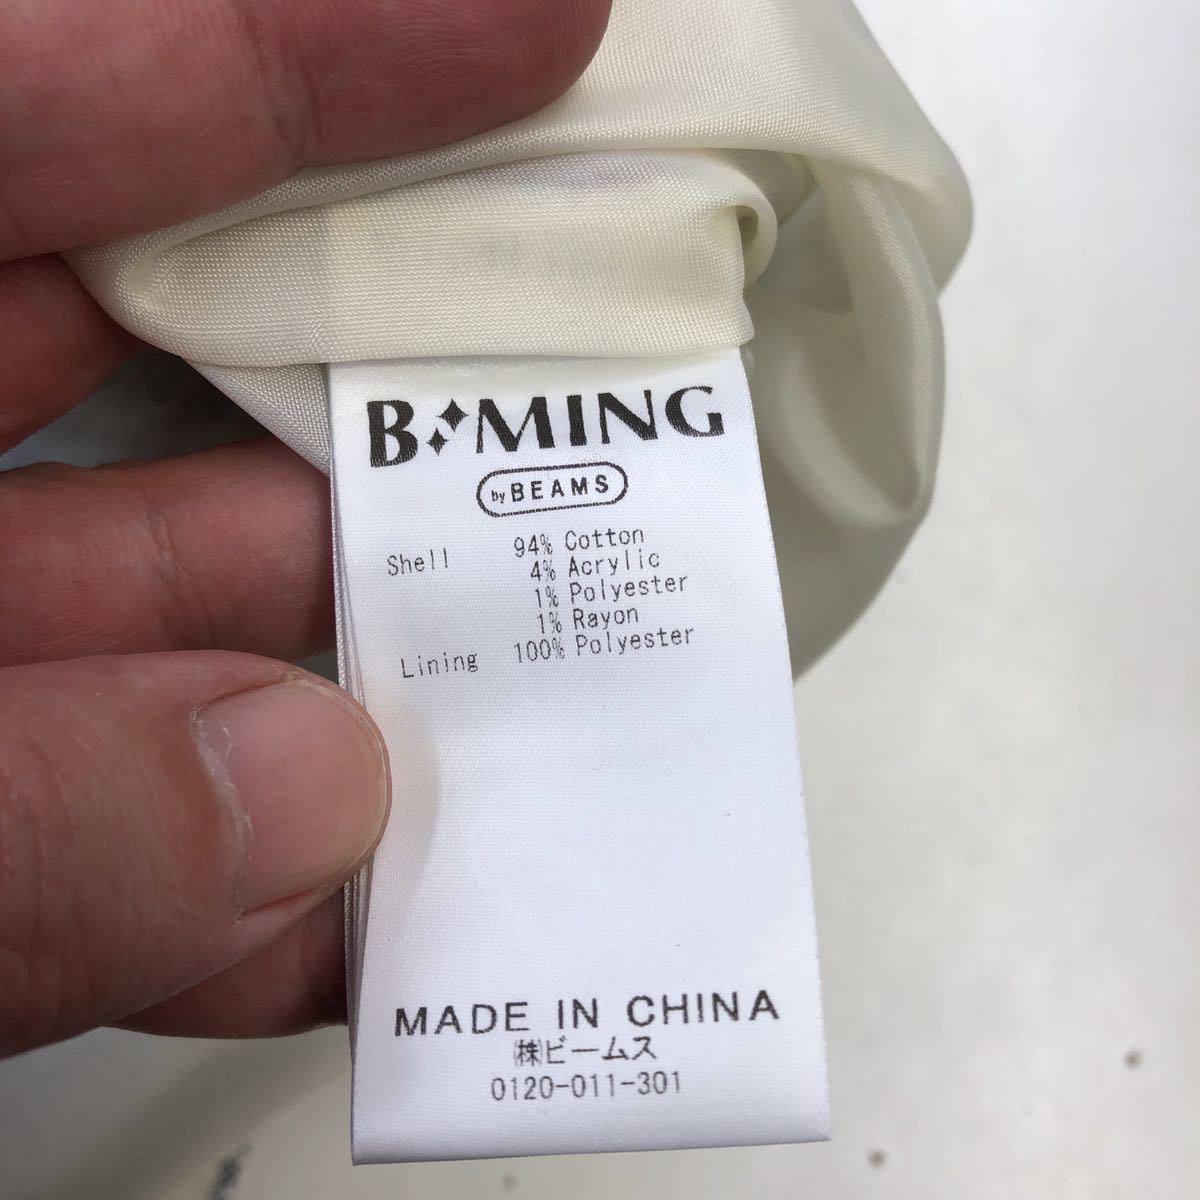 B:MING
by BEAMS
Shell 94% Cotton
4% Acrylic
1% Polyester
1% Rayon
Lining 100% Polyester
MADE IN CHINA
㈱ビームス
0120-011-301